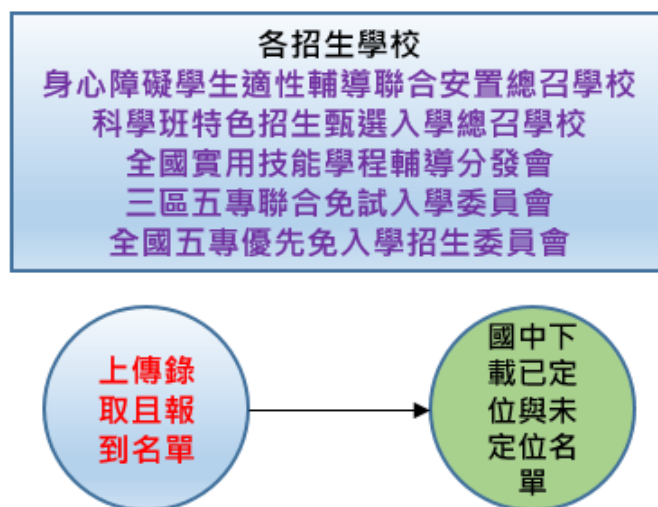 各招生學校
身心障礙學生適性輔導聯合安置總召學校
科學班特色招生甄選入學總召學校
全國實用技能學程輔導分發會
三區五專聯合免試入學委員會
全國五專優先免入學招生委員會
上傳錄
取且報
到名單
國中下
載已定
位與未
定位名
單